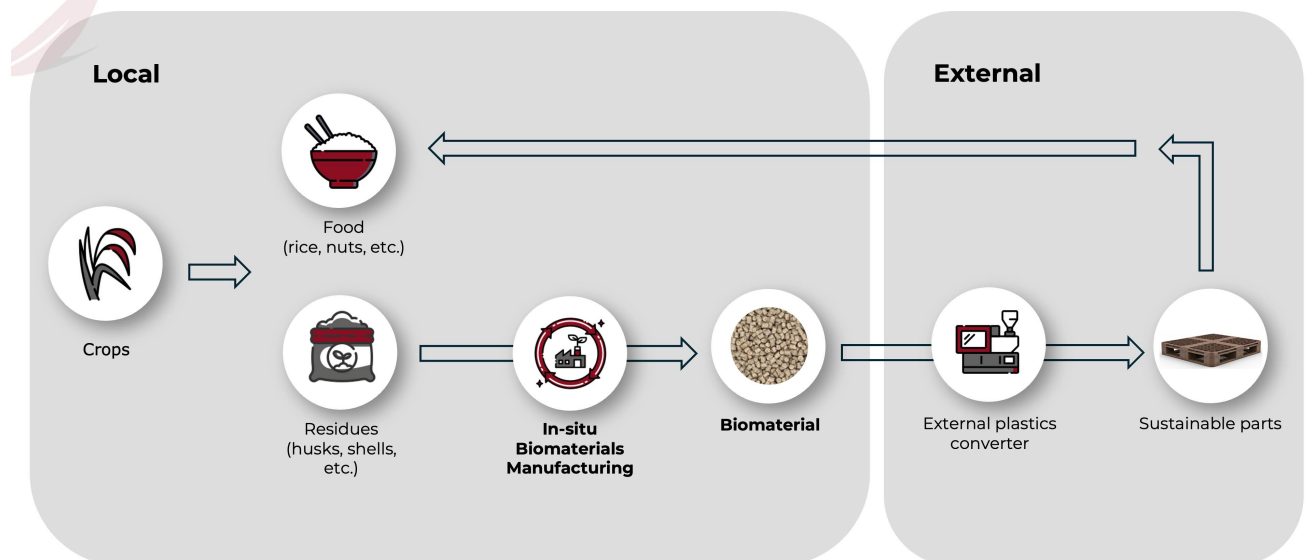 Local
External
Food
(rice, nuts, etc.)
Crops
Residues
(husks, shells,
etc.)
In-situ
Biomaterials
Manufacturing
Biomaterial
External plastics
converter
Sustainable parts